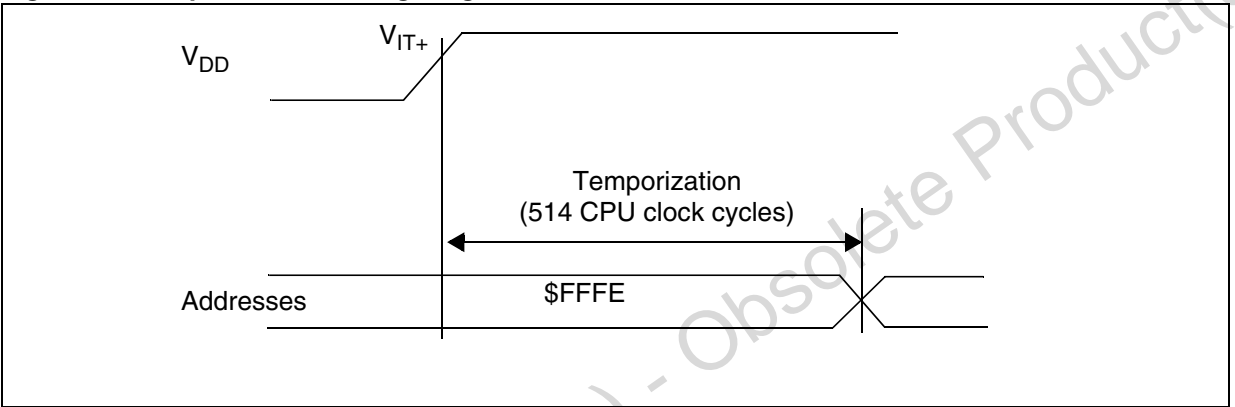 V_DD
V_IT+
Temporization
(514 CPU clock cycles)
Addresses
$FFFE
) - Obsolete Product(